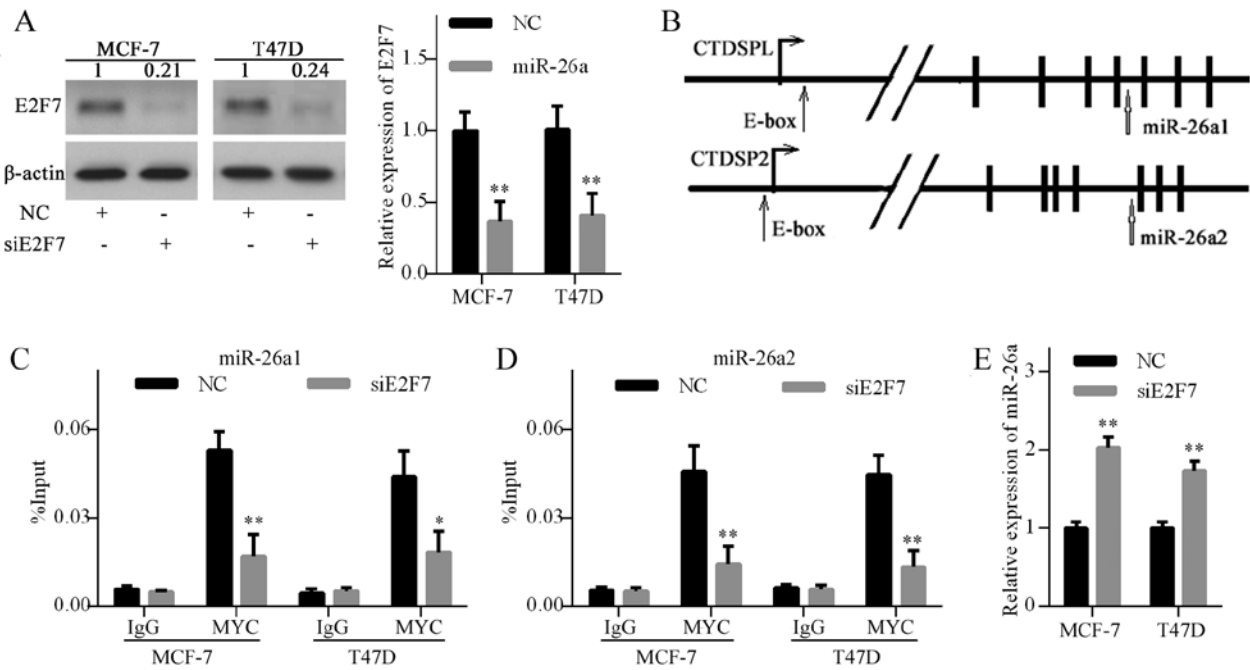 A
MCF-7 T47D
1 0.21 1 0.24
E2F7
β-actin
NC + - + -
siE2F7 - + - +
NC
miR-26a
Relative expression of E2F7
1.5
1.0
0.5
0.0
** **
MCF-7 T47D
B
CTDSPL
E-box
miR-26a1
CTDSP2
E-box
miR-26a2
C
miR-26a1
NC siE2F7
%Input
0.06
0.03
0.00
** *
IgG MYC IgG MYC
MCF-7 T47D
D
miR-26a2
NC siE2F7
%Input
0.06
0.03
0.00
** **
IgG MYC IgG MYC
MCF-7 T47D
E
NC
siE2F7
Relative expression of miR-26a
3
2
1
0
** **
MCF-7 T47D